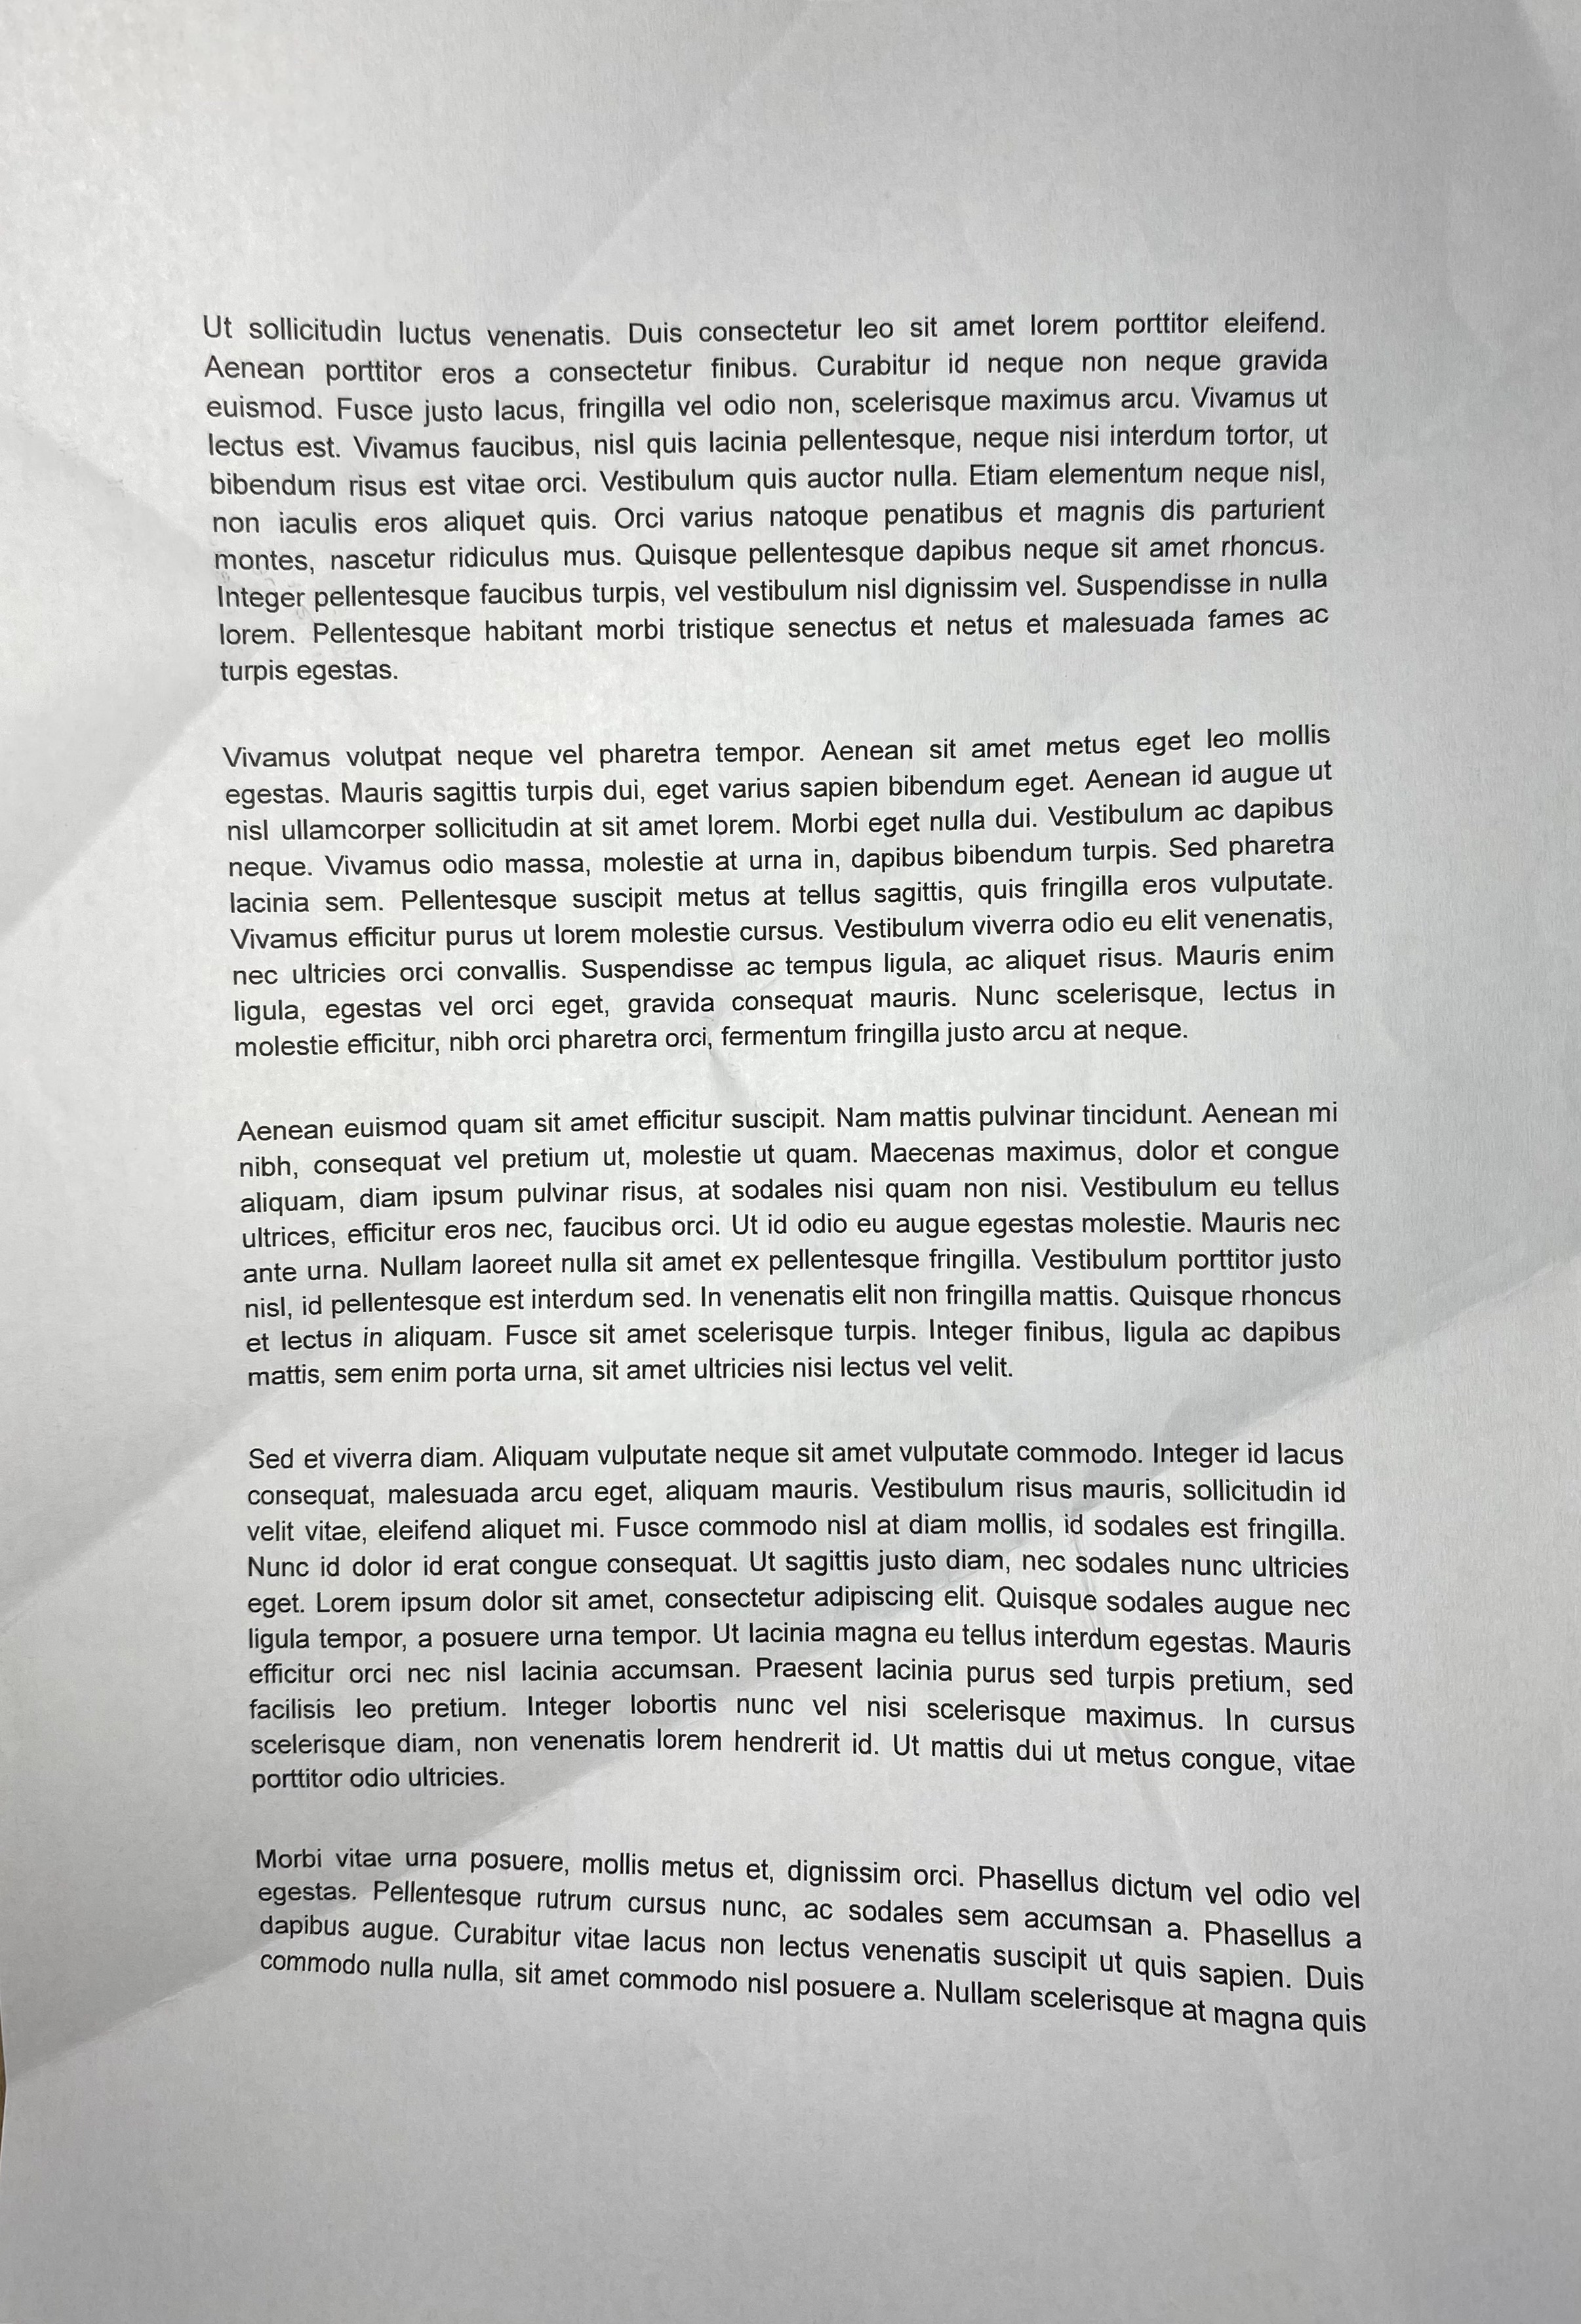 Ut sollicitudin luctus venenatis. Duis consectetur leo sit amet lorem porttitor eleifend.
Aenean porttitor eros a consectetur finibus. Curabitur id neque non neque gravida
euismod. Fusce justo lacus, fringilla vel odio non, scelerisque maximus arcu. Vivamus ut
lectus est. Vivamus faucibus, nisl quis lacinia pellentesque, neque nisi interdum tortor, ut
bibendum risus est vitae orci. Vestibulum quis auctor nulla. Etiam elementum neque nisl,
non iaculis eros aliquet quis. Orci varius natoque penatibus et magnis dis parturient
montes, nascetur ridiculus mus. Quisque pellentesque dapibus neque sit amet rhoncus.
Integer pellentesque faucibus turpis, vel vestibulum nisl dignissim vel. Suspendisse in nulla
lorem. Pellentesque habitant morbi tristique senectus et netus et malesuada fames ac
turpis egestas.
Vivamus volutpat neque vel pharetra tempor. Aenean sit amet metus eget leo mollis
egestas. Mauris sagittis turpis dui, eget varius sapien bibendum eget. Aenean id augue ut
nisl ullamcorper sollicitudin at sit amet lorem. Morbi eget nulla dui. Vestibulum ac dapibus
neque. Vivamus odio massa, molestie at urna in, dapibus bibendum turpis. Sed pharetra
lacinia sem. Pellentesque suscipit metus at tellus sagittis, quis fringilla eros vulputate.
Vivamus efficitur purus ut lorem molestie cursus. Vestibulum viverra odio eu elit venenatis,
nec ultricies orci convallis. Suspendisse ac tempus ligula, ac aliquet risus. Mauris enim
ligula, egestas vel orci eget, gravida consequat mauris. Nunc scelerisque, lectus in
molestie efficitur, nibh orci pharetra orci, fermentum fringilla justo arcu at neque.
Aenean euismod quam sit amet efficitur suscipit. Nam mattis pulvinar tincidunt. Aenean mi
nibh, consequat vel pretium ut, molestie ut quam. Maecenas maximus, dolor et congue
aliquam, diam ipsum pulvinar risus, at sodales nisi quam non nisi. Vestibulum eu tellus
ultrices, efficitur eros nec, faucibus orci. Ut id odio eu augue egestas molestie. Mauris nec
ante urna. Nullam laoreet nulla sit amet ex pellentesque fringilla. Vestibulum porttitor justo
nisl, id pellentesque est interdum sed. In venenatis elit non fringilla mattis. Quisque rhoncus
et lectus in aliquam. Fusce sit amet scelerisque turpis. Integer finibus, ligula ac dapibus
mattis, sem enim porta urna, sit amet ultricies nisi lectus vel velit.
Sed et viverra diam. Aliquam vulputate neque sit amet vulputate commodo. Integer id lacus
consequat, malesuada arcu eget, aliquam mauris. Vestibulum risus mauris, sollicitudin id
velit vitae, eleifend aliquet mi. Fusce commodo nisl at diam mollis, id sodales est fringilla.
Nunc id dolor id erat congue consequat. Ut sagittis justo diam, nec sodales nunc ultricies
eget. Lorem ipsum dolor sit amet, consectetur adipiscing elit. Quisque sodales augue nec
ligula tempor, a posuere urna tempor. Ut lacinia magna eu tellus interdum egestas. Mauris
efficitur orci nec nisl lacinia accumsan. Praesent lacinia purus sed turpis pretium, sed
facilisis leo pretium. Integer lobortis nunc vel nisi scelerisque maximus. In cursus
scelerisque diam, non venenatis lorem hendrerit id. Ut mattis dui ut metus congue, vitae
porttitor odio ultricies.
Morbi vitae urna posuere, mollis metus et, dignissim orci. Phasellus dictum vel odio vel
egestas. Pellentesque rutrum cursus nunc, ac sodales sem accumsan a. Phasellus a
dapibus augue. Curabitur vitae lacus non lectus venenatis suscipit ut quis sapien. Duis
commodo nulla nulla, sit amet commodo nisl posuere a. Nullam scelerisque at magna quis